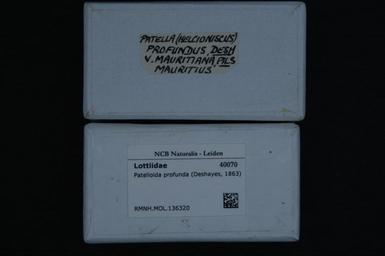 PATELLA (HELCIONISCUS)
PROFUNDUS, DESH
V. MAURITIANA, PILS
MAURITIUS
NCB Naturalis - Leiden
Lottiidae 40070
Patelloida profunda (Deshayes, 1863)
RMNH.MOL.136320